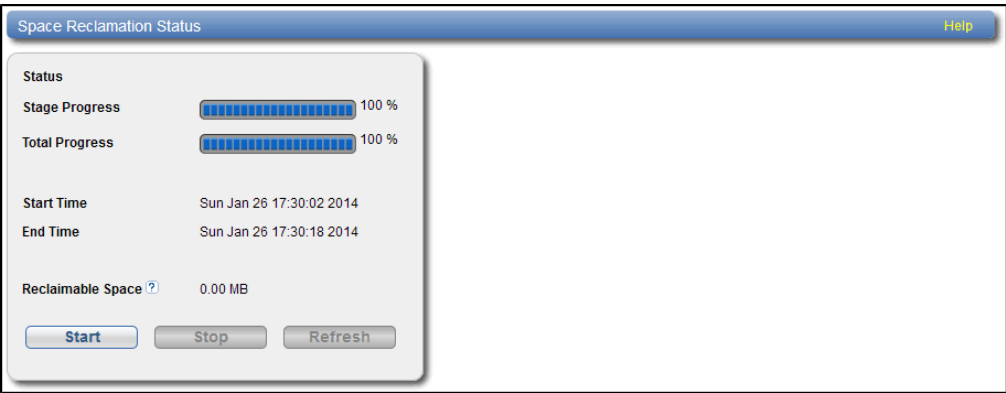 Space Reclamation Status Help
Status
Stage Progress 100 %
Total Progress 100 %
Start Time Sun Jan 26 17:30:02 2014
End Time Sun Jan 26 17:30:18 2014
Reclaimable Space ? 0.00 MB
Start Stop Refresh